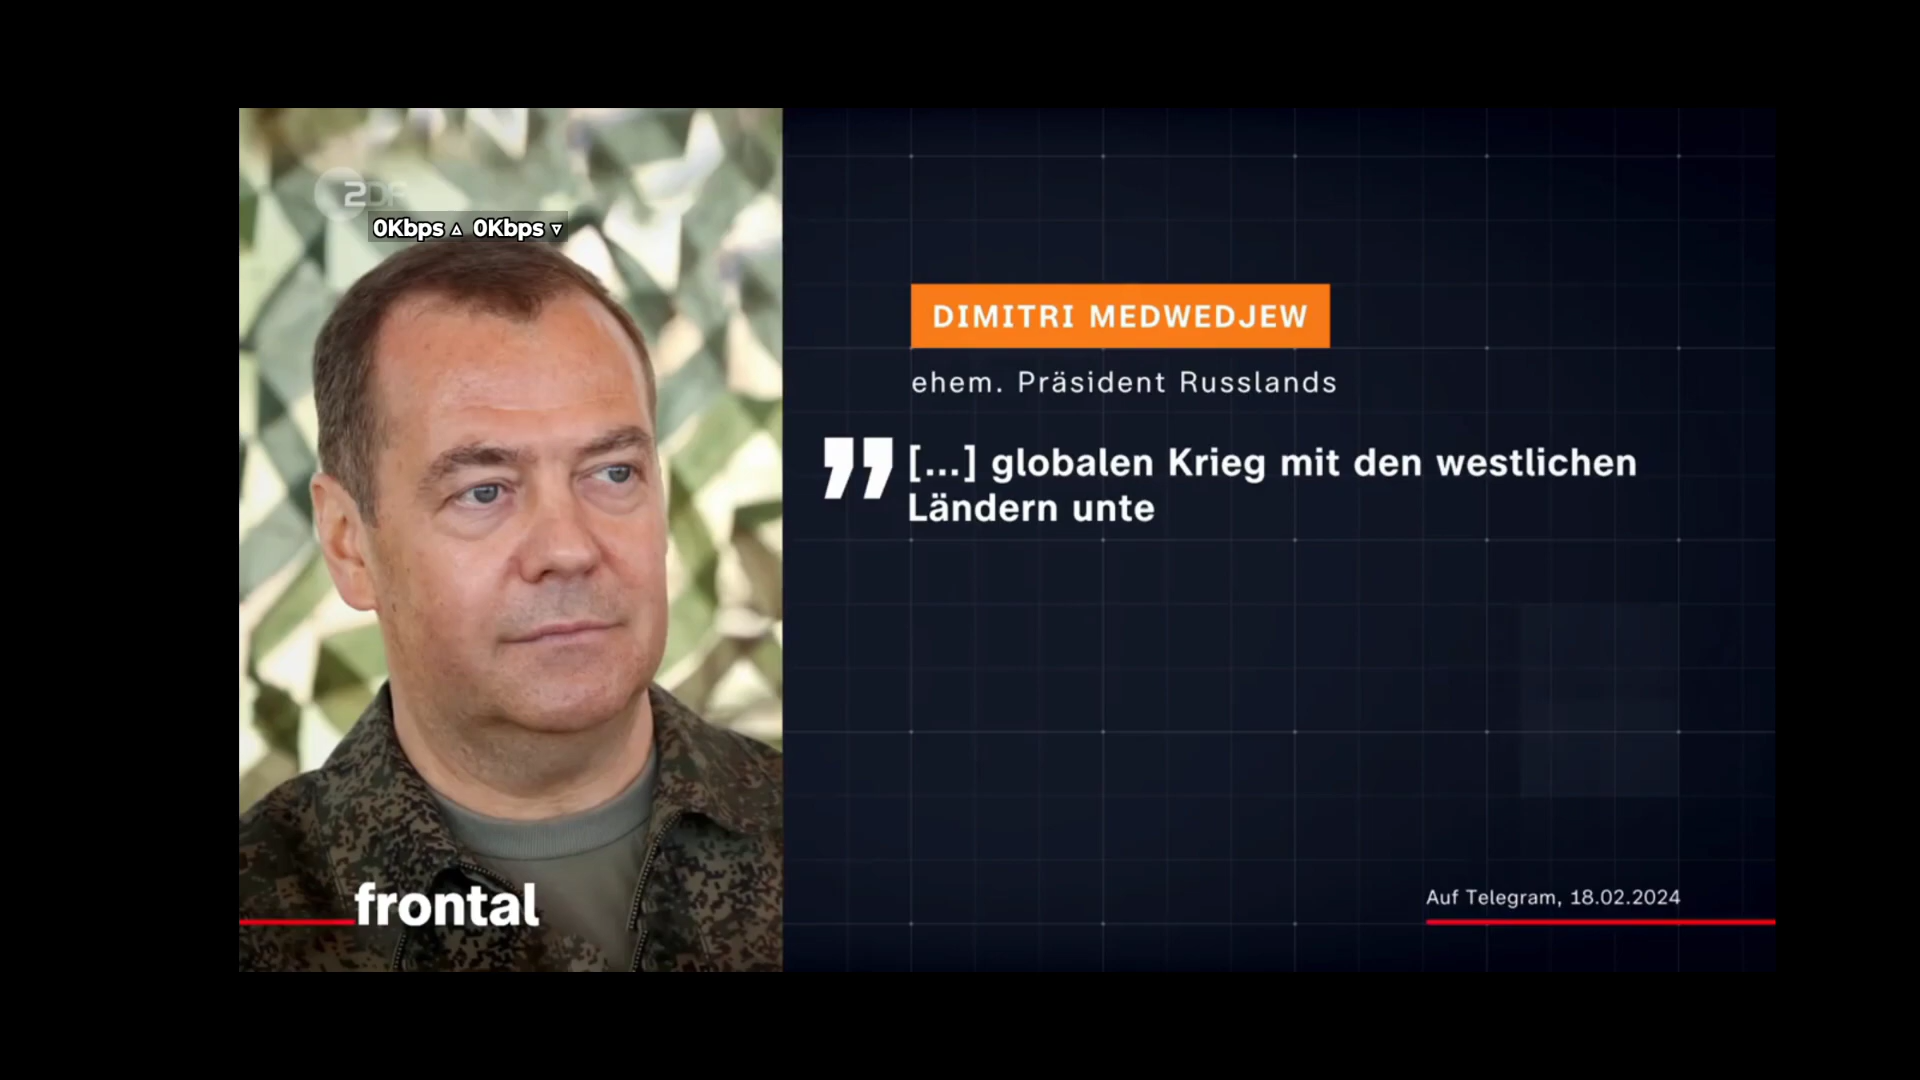 ZDF
0Kbps ▵ 0Kbps ▿
DIMITRI MEDWEDJEW
ehem. Präsident Russlands
❞ [...] globalen Krieg mit den westlichen
Ländern unte
frontal
Auf Telegram, 18.02.2024